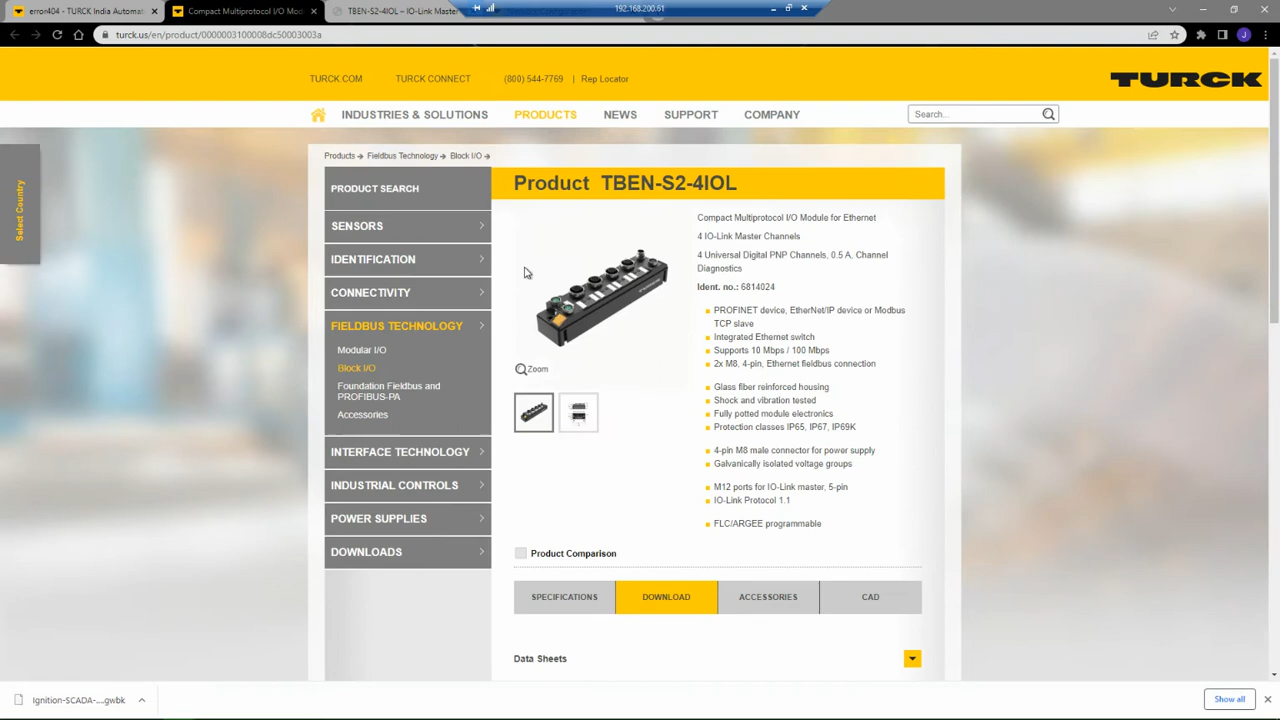 error404 - TURCK India Automat
Compact Multiprotocol I/O Mod
TBEN-S2-4IOL – IO-Link Master
192.168.200.61
turck.us/en/product/0000003100008dc50003003a
J
TURCK.COM
TURCK CONNECT
(800) 544-7769 | Rep Locator
TURCK
INDUSTRIES & SOLUTIONS
PRODUCTS
NEWS
SUPPORT
COMPANY
Search...
Select Country
Products
Fieldbus Technology
Block I/O
PRODUCT SEARCH
SENSORS
IDENTIFICATION
CONNECTIVITY
FIELDBUS TECHNOLOGY
Modular I/O
Block I/O
Foundation Fieldbus and
PROFIBUS-PA
Accessories
INTERFACE TECHNOLOGY
INDUSTRIAL CONTROLS
POWER SUPPLIES
DOWNLOADS
Product TBEN-S2-4IOL
Zoom
Compact Multiprotocol I/O Module for Ethernet
4 IO-Link Master Channels
4 Universal Digital PNP Channels, 0.5 A, Channel
Diagnostics
Ident. no.: 6814024
PROFINET device, EtherNet/IP device or Modbus
TCP slave
Integrated Ethernet switch
Supports 10 Mbps / 100 Mbps
2x M8, 4-pin, Ethernet fieldbus connection
Glass fiber reinforced housing
Shock and vibration tested
Fully potted module electronics
Protection classes IP65, IP67, IP69K
4-pin M8 male connector for power supply
Galvanically isolated voltage groups
M12 ports for IO-Link master, 5-pin
IO-Link Protocol 1.1
FLC/ARGEE programmable
Product Comparison
SPECIFICATIONS
DOWNLOAD
ACCESSORIES
CAD
Data Sheets
Ignition-SCADA-....gwbk
Show all